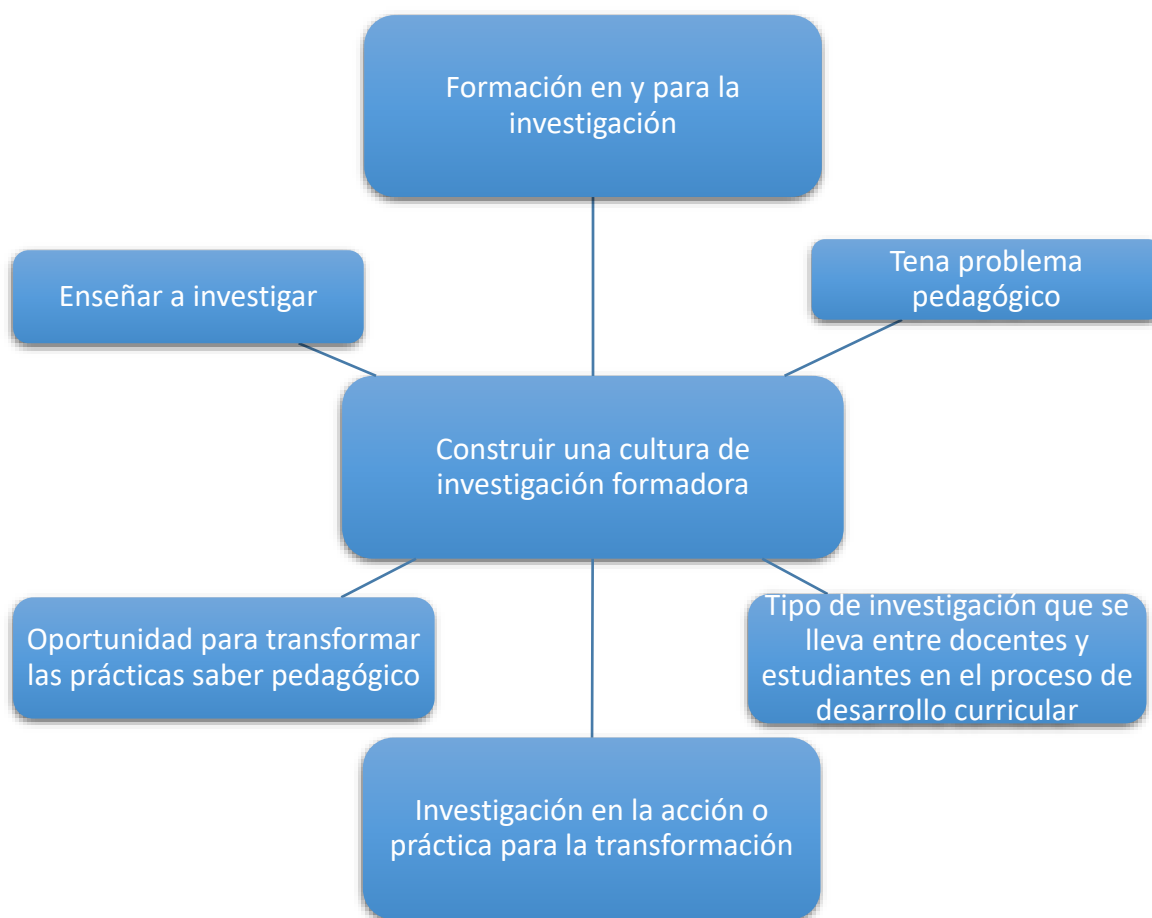 Formación en y para la
investigación
Enseñar a investigar
Tena problema
pedagógico
Construir una cultura de
investigación formadora
Oportunidad para transformar
las prácticas saber pedagógico
Tipo de investigación que se
lleva entre docentes y
estudiantes en el proceso de
desarrollo curricular
Investigación en la acción o
práctica para la transformación